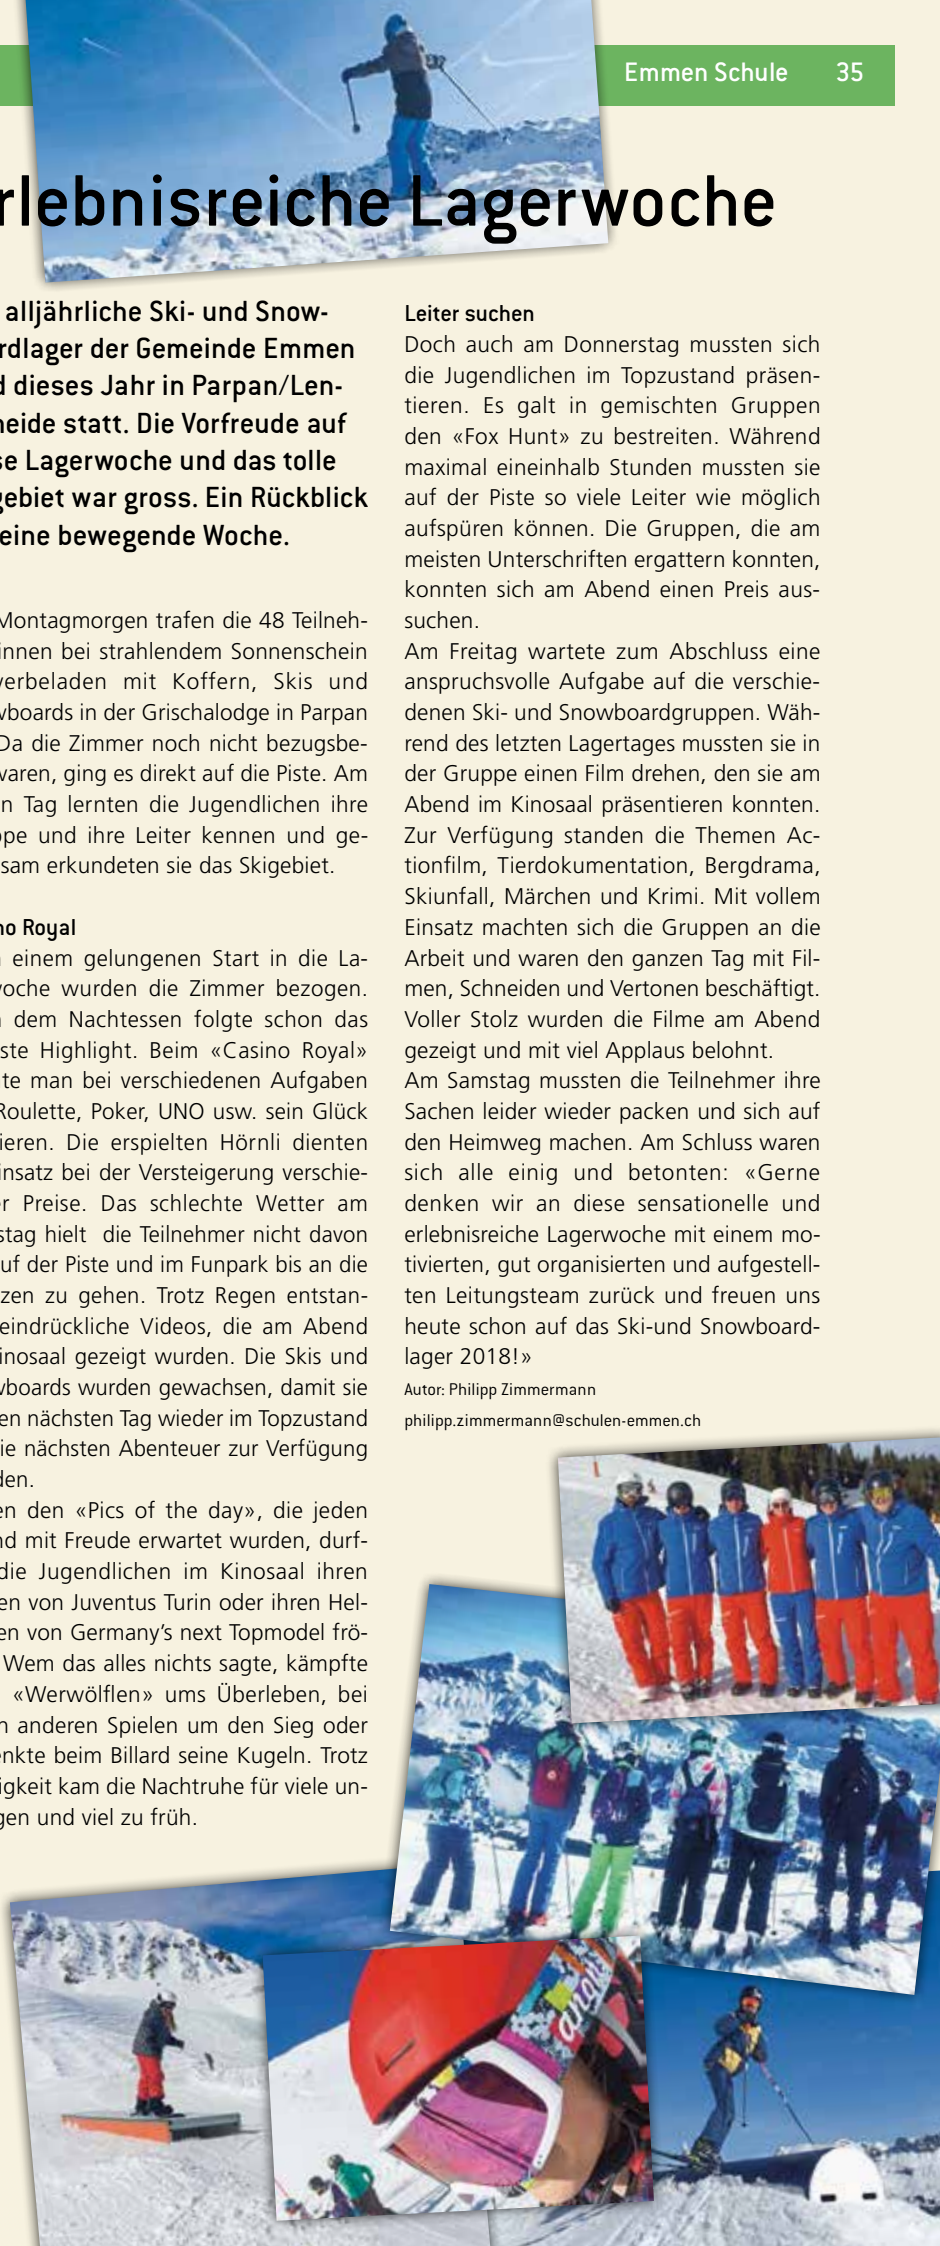 Emmen Schule 35
rlebnisreiche Lagerwoche
alljährliche Ski- und Snow-
rdlager der Gemeinde Emmen
d dieses Jahr in Parpan/Len-
heide statt. Die Vorfreude auf
se Lagerwoche und das tolle
gebiet war gross. Ein Rückblick
eine bewegende Woche.
Montagmorgen trafen die 48 Teilneh-
innen bei strahlendem Sonnenschein
verbeladen mit Koffern, Skis und
wboards in der Grischalodge in Parpan
Da die Zimmer noch nicht bezugsbe-
waren, ging es direkt auf die Piste. Am
n Tag lernten die Jugendlichen ihre
ppe und ihre Leiter kennen und ge-
sam erkundeten sie das Skigebiet.
no Royal
einem gelungenen Start in die La-
woche wurden die Zimmer bezogen.
dem Nachtessen folgte schon das
ste Highlight. Beim «Casino Royal»
te man bei verschiedenen Aufgaben
Roulette, Poker, UNO usw. sein Glück
ieren. Die erspielten Hörnli dienten
insatz bei der Versteigerung verschie-
er Preise. Das schlechte Wetter am
stag hielt die Teilnehmer nicht davon
uf der Piste und im Funpark bis an die
zen zu gehen. Trotz Regen entstan-
eindrückliche Videos, die am Abend
inosaal gezeigt wurden. Die Skis und
wboards wurden gewachsen, damit sie
en nächsten Tag wieder im Topzustand
ie nächsten Abenteuer zur Verfügung
den.
en den «Pics of the day», die jeden
nd mit Freude erwartet wurden, durf-
die Jugendlichen im Kinosaal ihren
en von Juventus Turin oder ihren Hel-
en von Germany's next Topmodel frö-
Wem das alles nichts sagte, kämpfte
«Werwölflen» ums Überleben, bei
n anderen Spielen um den Sieg oder
enkte beim Billard seine Kugeln. Trotz
igkeit kam die Nachtruhe für viele un-
gen und viel zu früh.
Leiter suchen
Doch auch am Donnerstag mussten sich
die Jugendlichen im Topzustand präsen-
tieren. Es galt in gemischten Gruppen
den «Fox Hunt» zu bestreiten. Während
maximal eineinhalb Stunden mussten sie
auf der Piste so viele Leiter wie möglich
aufspüren können. Die Gruppen, die am
meisten Unterschriften ergattern konnten,
konnten sich am Abend einen Preis aus-
suchen.
Am Freitag wartete zum Abschluss eine
anspruchsvolle Aufgabe auf die verschie-
denen Ski- und Snowboardgruppen. Wäh-
rend des letzten Lagertages mussten sie in
der Gruppe einen Film drehen, den sie am
Abend im Kinosaal präsentieren konnten.
Zur Verfügung standen die Themen Ac-
tionfilm, Tierdokumentation, Bergdrama,
Skiunfall, Märchen und Krimi. Mit vollem
Einsatz machten sich die Gruppen an die
Arbeit und waren den ganzen Tag mit Fil-
men, Schneiden und Vertonen beschäftigt.
Voller Stolz wurden die Filme am Abend
gezeigt und mit viel Applaus belohnt.
Am Samstag mussten die Teilnehmer ihre
Sachen leider wieder packen und sich auf
den Heimweg machen. Am Schluss waren
sich alle einig und betonten: «Gerne
denken wir an diese sensationelle und
erlebnisreiche Lagerwoche mit einem mo-
tivierten, gut organisierten und aufgestell-
ten Leitungsteam zurück und freuen uns
heute schon auf das Ski-und Snowboard-
lager 2018!»
Autor: Philipp Zimmermann
philipp.zimmermann@schulen-emmen.ch